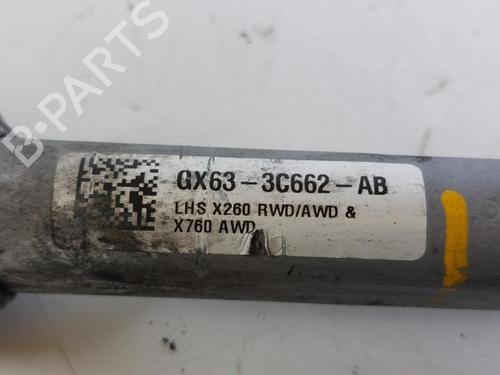 B-PARTS
GX63-3C662-AB
LHS X260 RWD/AWD &
X760 AWD